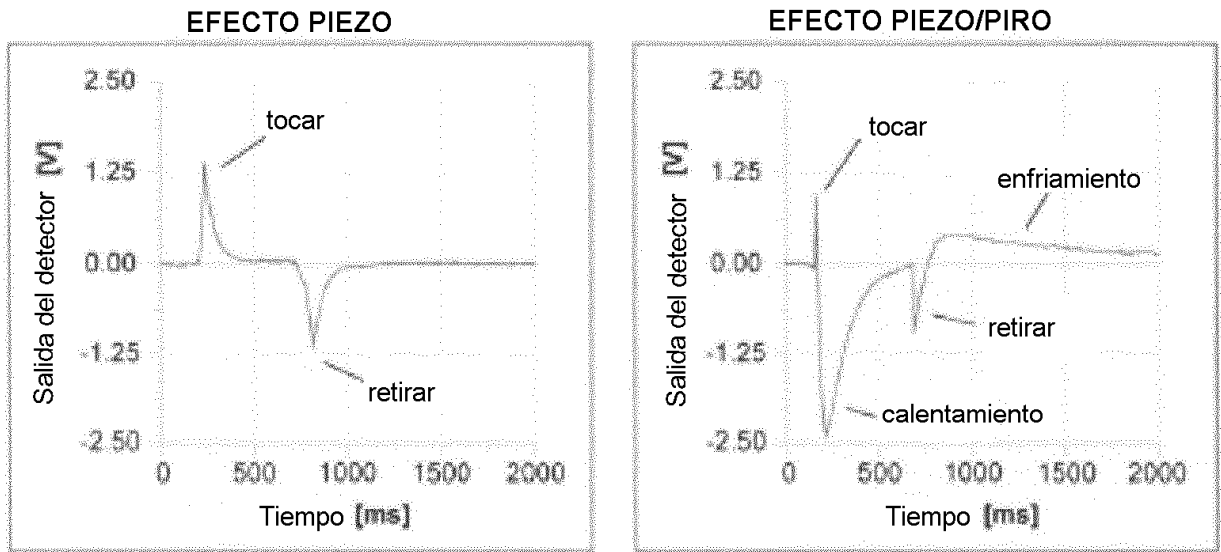 EFECTO PIEZO
2.50
1.25
0.00
-1.25
-2.50
Salida del detector [V]
tocar
retirar
0 500 1000 1500 2000
Tiempo [ms]
EFECTO PIEZO/PIRO
2.50
1.25
0.00
-1.25
-2.50
Salida del detector [V]
tocar
enfriamiento
retirar
calentamiento
0 500 1000 1500 2000
Tiempo [ms]